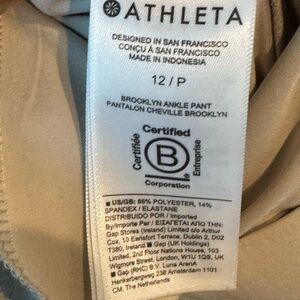 ATHLETA
DESIGNED IN SAN FRANCISCO
CONÇU À SAN FRANCISCO
MADE IN INDONESIA
12 / P
BROOKLYN ANKLE PANT
PANTALON CHEVILLE BROOKLYN
Certified
Certifiée
B
Entreprise
Corporation
■ US/GB: 86% POLYESTER, 14%
SPANDEX / ELASTANE
DISTRIBUIDO POR / Imported
By/Importe Par / ΕΙΣΑΓΕΤΑΙ ΑΠΟ ΤΗΝ:
Gap Stores (Ireland) Limited c/o Arthur
Cox, 10 Earlsfort Terrace, Dublin 2, D02
T380, Ireland ■ Gap (UK Holdings)
Limited, 2nd Floor Nations House, 103
Wigmore Street, London, W1U 1QS, UK
■ Gap (RHC) B.V. Luna ArenA
Herikerbergweg 238 Amsterdam 1101
CM, The Netherlands